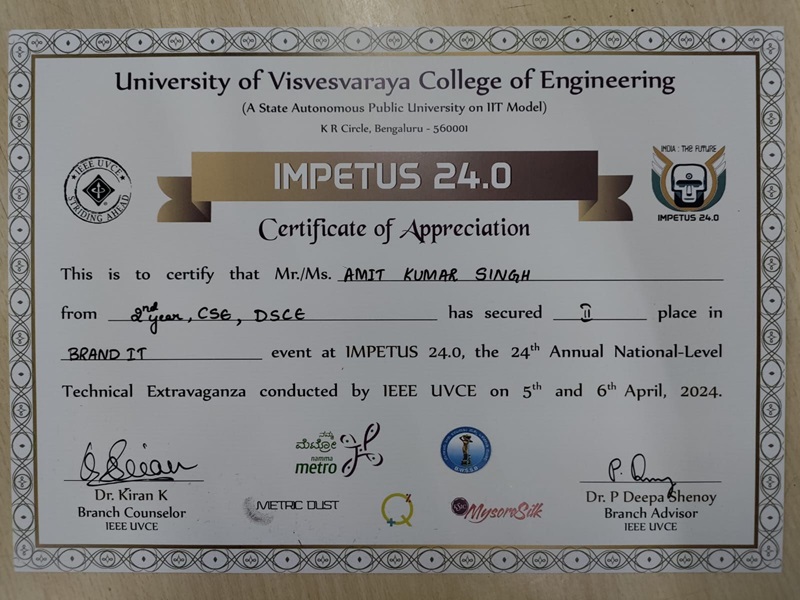 University of Visvesvaraya College of Engineering
(A State Autonomous Public University on IIT Model)
K R Circle, Bengaluru - 560001
IEEE UVCE
STRIDING AHEAD
IMPETUS 24.0
INDIA : THE FUTURE
IMPETUS 24.0
Certificate of Appreciation
This is to certify that Mr./Ms. AMIT KUMAR SINGH
from 2nd year, CSE, DSCE has secured II place in
BRAND IT event at IMPETUS 24.0, the 24th Annual National-Level
Technical Extravaganza conducted by IEEE UVCE on 5th and 6th April, 2024.
ನಮ್ಮ
ಮೆಟ್ರೋ
namma
metro
Dr. Kiran K
Branch Counselor
IEEE UVCE
METRIC DUST
MysoreSilk
P. Deepa
Dr. P Deepa Shenoy
Branch Advisor
IEEE UVCE